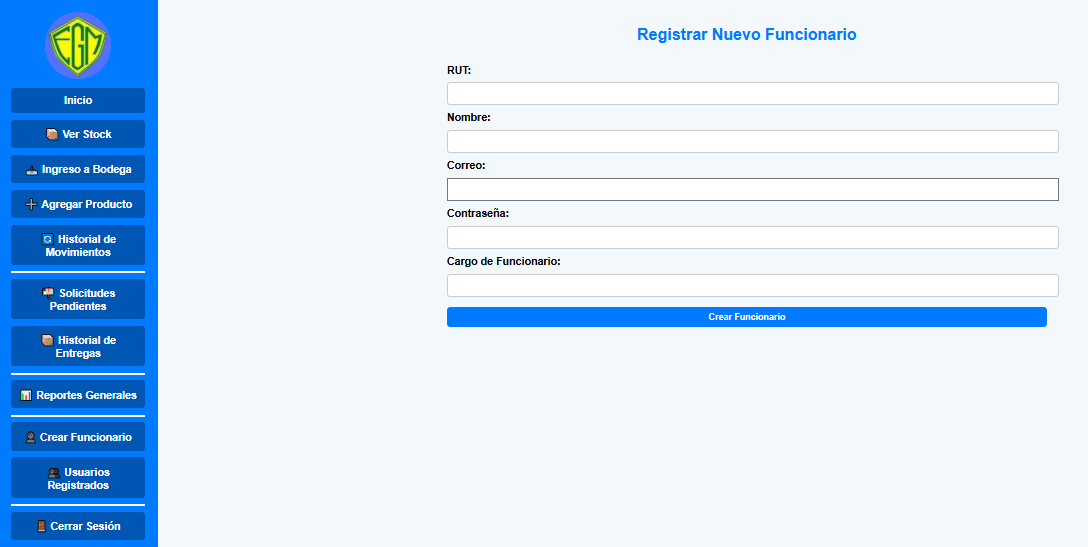 EGM
Inicio
Ver Stock
Ingreso a Bodega
Agregar Producto
Historial de
Movimientos
Solicitudes
Pendientes
Historial de
Entregas
Reportes Generales
Crear Funcionario
Usuarios
Registrados
Cerrar Sesión
Registrar Nuevo Funcionario
RUT:
Nombre:
Correo:
Contraseña:
Cargo de Funcionario:
Crear Funcionario